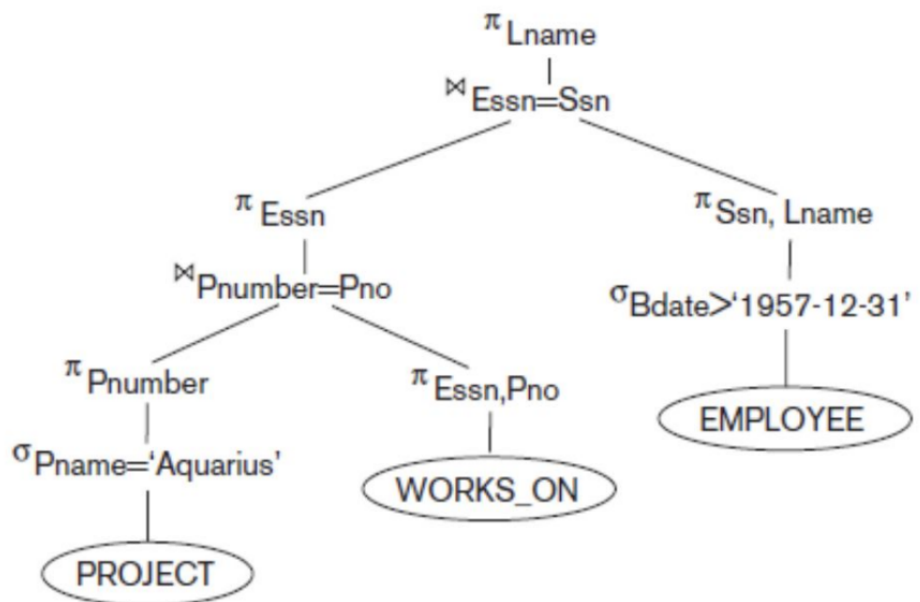 π Lname
⋈ Essn=Ssn
π Essn
π Ssn, Lname
⋈ Pnumber=Pno
σ Bdate>‘1957-12-31’
π Pnumber
π Essn,Pno
EMPLOYEE
σ Pname=‘Aquarius’
WORKS_ON
PROJECT